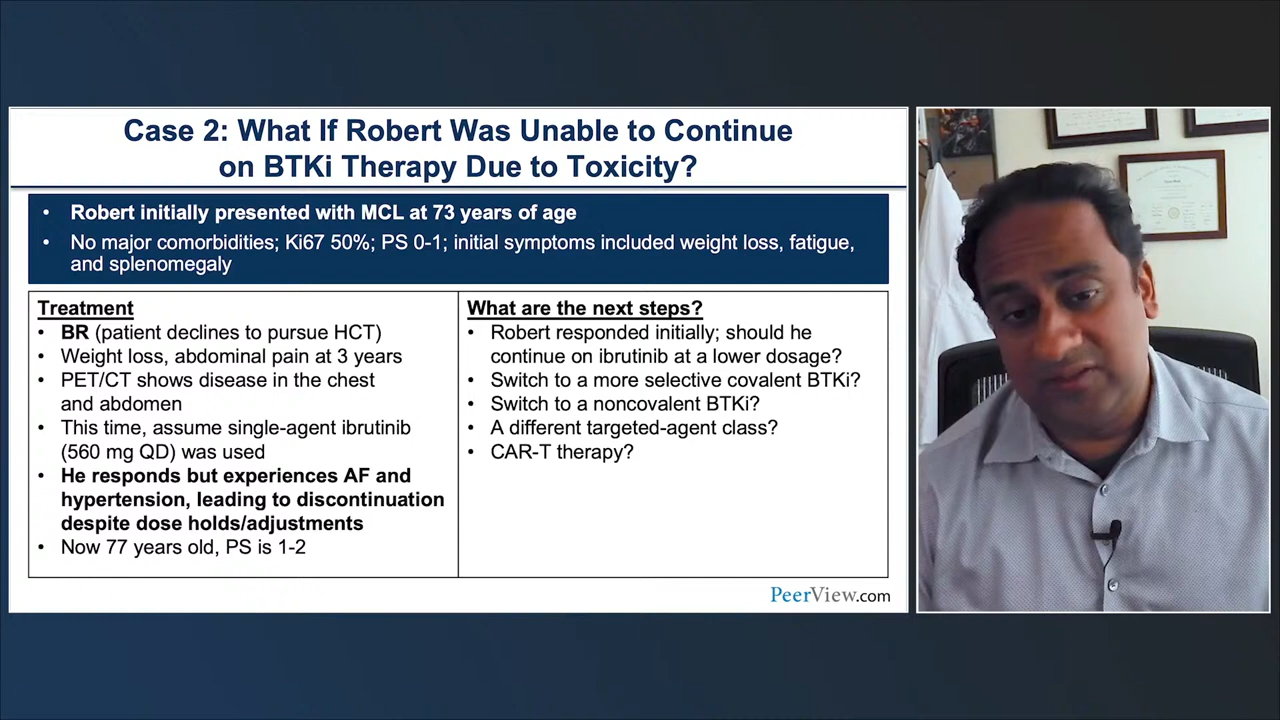 Case 2: What If Robert Was Unable to Continue
on BTKi Therapy Due to Toxicity?
• Robert initially presented with MCL at 73 years of age
• No major comorbidities; Ki67 50%; PS 0-1; initial symptoms included weight loss, fatigue,
and splenomegaly
Treatment
• BR (patient declines to pursue HCT)
• Weight loss, abdominal pain at 3 years
• PET/CT shows disease in the chest
and abdomen
• This time, assume single-agent ibrutinib
(560 mg QD) was used
• He responds but experiences AF and
hypertension, leading to discontinuation
despite dose holds/adjustments
• Now 77 years old, PS is 1-2
What are the next steps?
• Robert responded initially; should he
continue on ibrutinib at a lower dosage?
• Switch to a more selective covalent BTKi?
• Switch to a noncovalent BTKi?
• A different targeted-agent class?
• CAR-T therapy?
PeerView.com